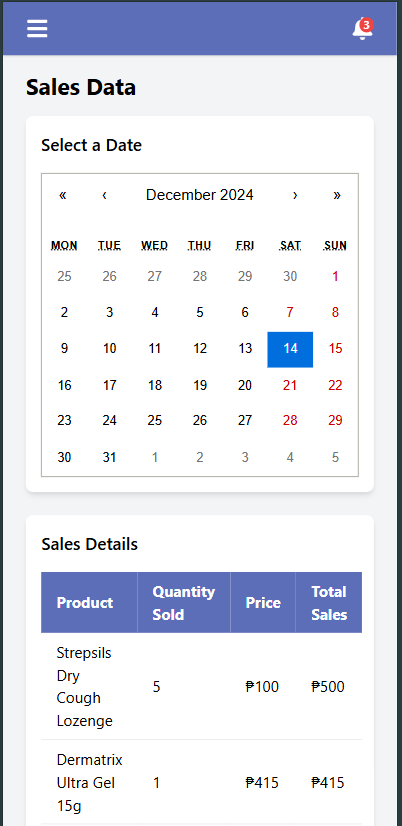 3
Sales Data
Select a Date
« ‹ December 2024 › »
MON TUE WED THU FRI SAT SUN
25 26 27 28 29 30 1
2 3 4 5 6 7 8
9 10 11 12 13 14 15
16 17 18 19 20 21 22
23 24 25 26 27 28 29
30 31 1 2 3 4 5
Sales Details
Product Quantity Sold Price Total Sales
Strepsils Dry Cough Lozenge 5 ₱100 ₱500
Dermatrix Ultra Gel 15g 1 ₱415 ₱415